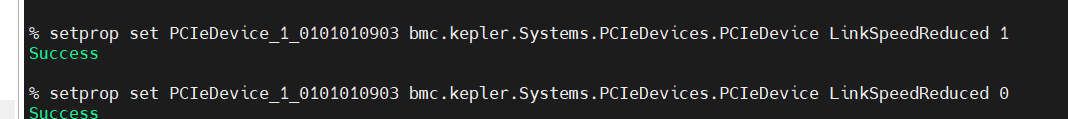 % setprop set PCIeDevice_1_0101010903 bmc.kepler.Systems.PCIeDevices.PCIeDevice LinkSpeedReduced 1
Success
% setprop set PCIeDevice_1_0101010903 bmc.kepler.Systems.PCIeDevices.PCIeDevice LinkSpeedReduced 0
Success